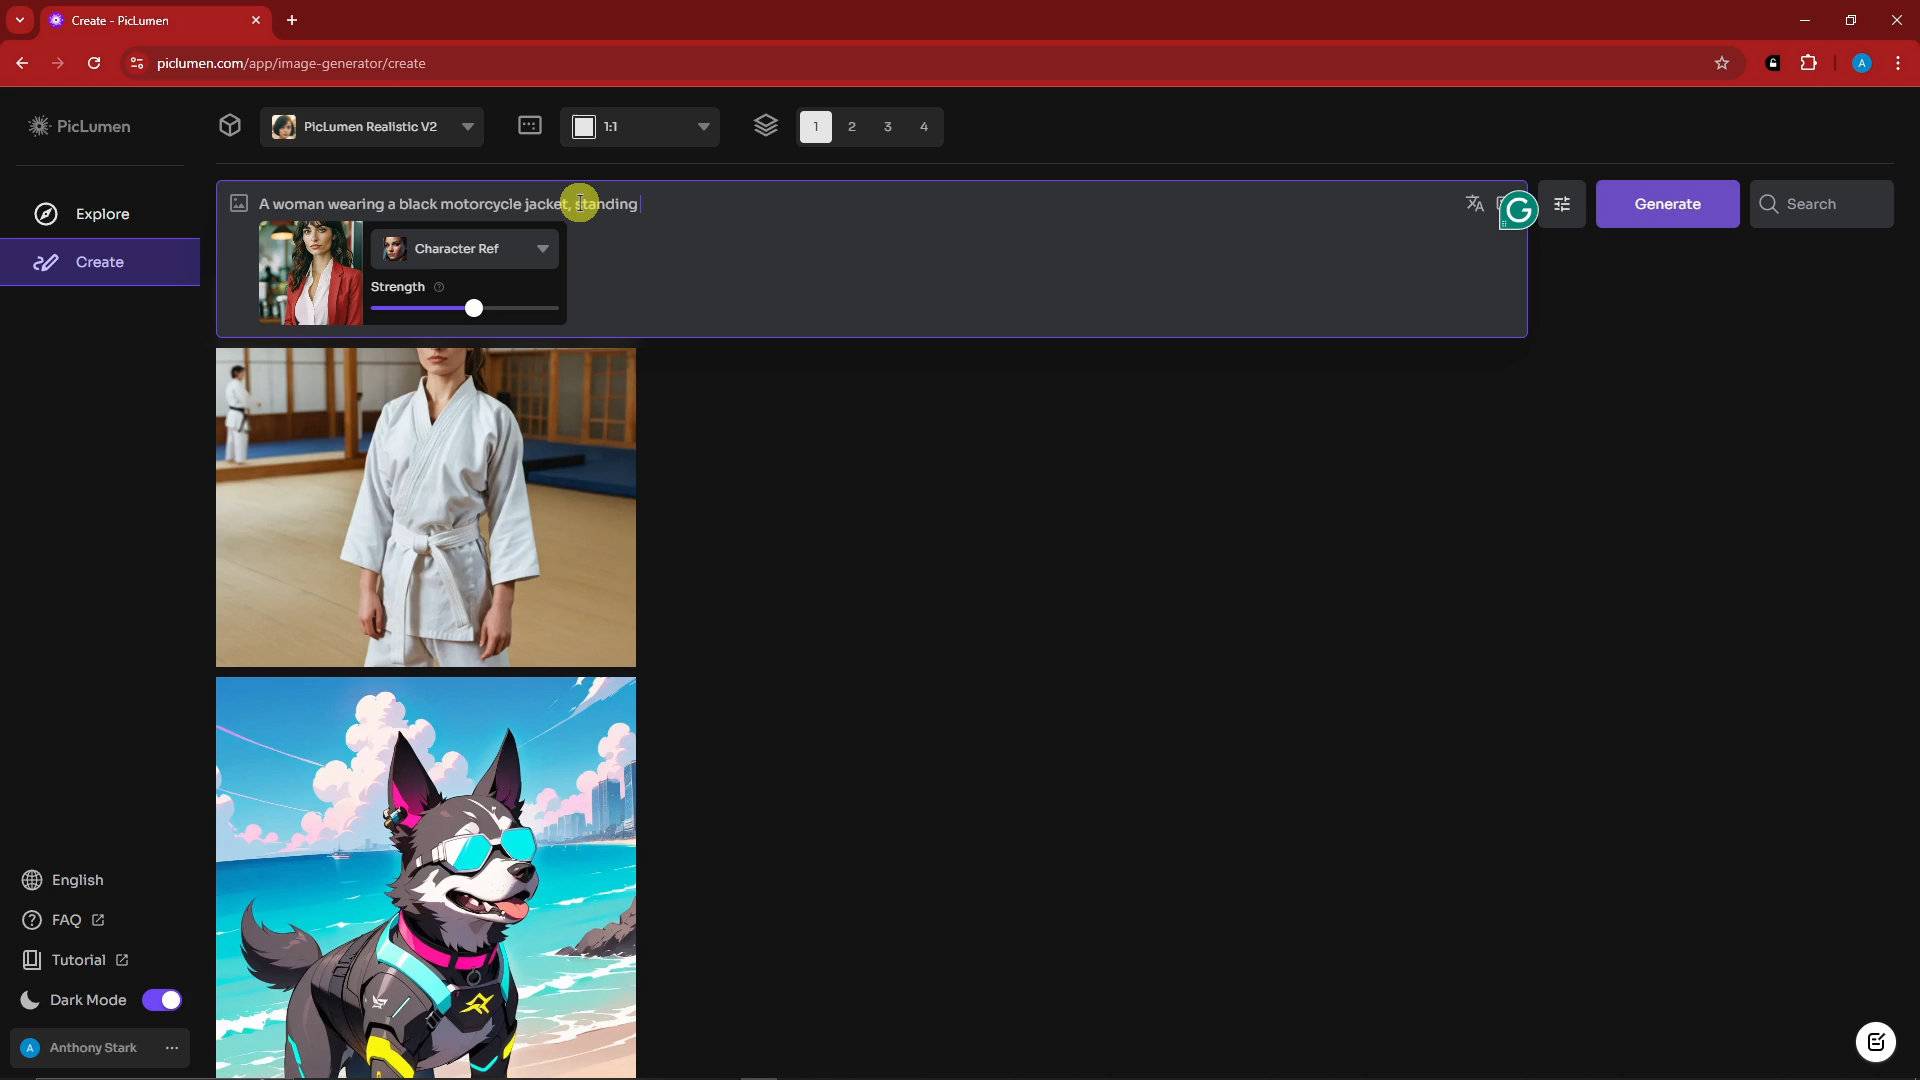 Create - PicLumen
piclumen.com/app/image-generator/create
A
PicLumen
PicLumen Realistic V2
1:1
1 2 3 4
Explore
Create
A woman wearing a black motorcycle jacket, standing
Generate
Search
Character Ref
Strength
English
FAQ
Tutorial
Dark Mode
A Anthony Stark